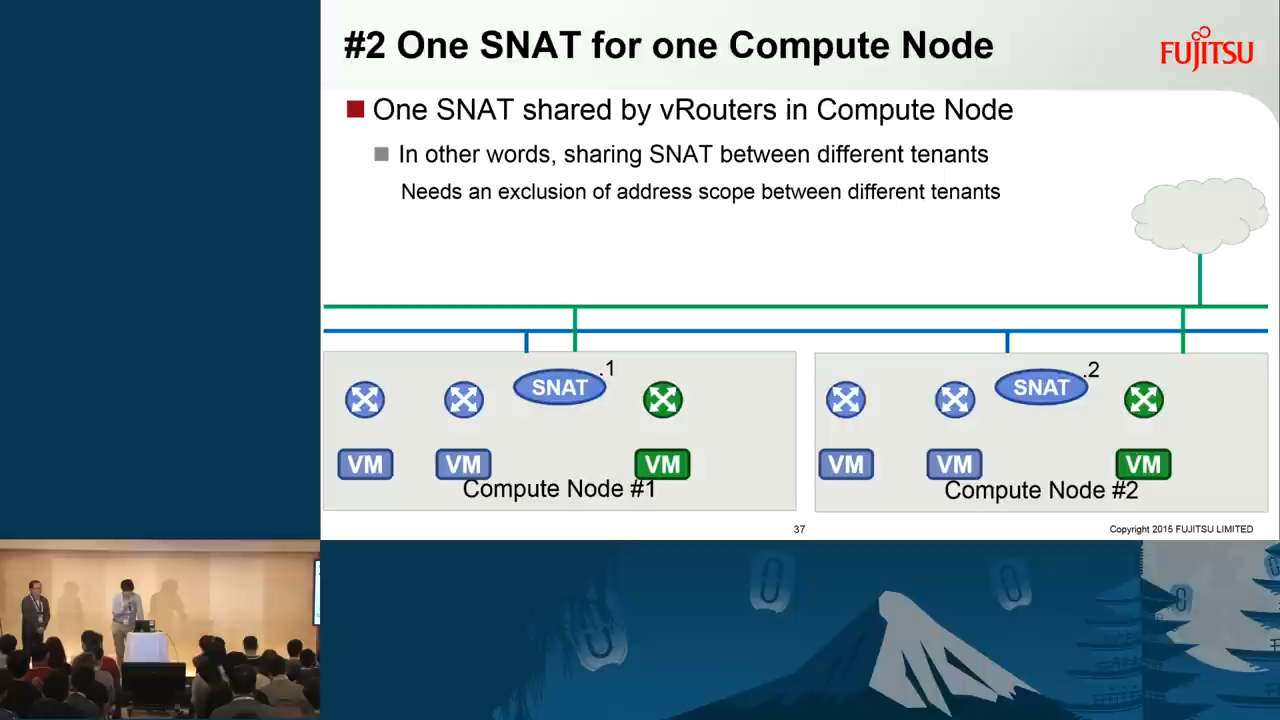 #2 One SNAT for one Compute Node
FUJITSU
One SNAT shared by vRouters in Compute Node
In other words, sharing SNAT between different tenants
Needs an exclusion of address scope between different tenants
SNAT
.1
SNAT
.2
VM
VM
VM
VM
VM
VM
Compute Node #1
Compute Node #2
37
Copyright 2015 FUJITSU LIMITED